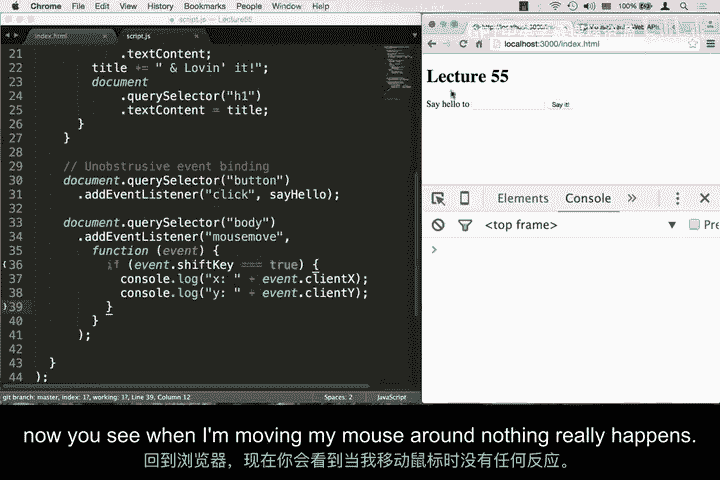 Chrome File Edit View History Bookmarks People Window Help
100%
script.js — Lecture55
index.html
script.js
localhost:3000/index.html
21 .textContent;
22 title += " & Lovin' it!";
23 document
24 .querySelector("h1")
25 .textContent = title;
26 }
27 }
28
29 // Unobstrusive event binding
30 document.querySelector("button")
31 .addEventListener("click", sayHello);
32
33 document.querySelector("body")
34 .addEventListener("mousemove",
35 function (event) {
36 if (event.shiftKey === true) {
37 console.log("x: " + event.clientX);
38 console.log("y: " + event.clientY);
39 }
40 }
41 );
42
43 }
44 );
git branch: master, index: 1?, working: 1?, Line 39, Column 12
Spaces: 2
JavaScript
Lecture 55
Say hello to
Say it!
Elements Console »
<top frame> ▼ Pre
now you see when I'm moving my mouse around nothing really happens.
回到浏览器，现在你会看到当我移动鼠标时没有任何反应。